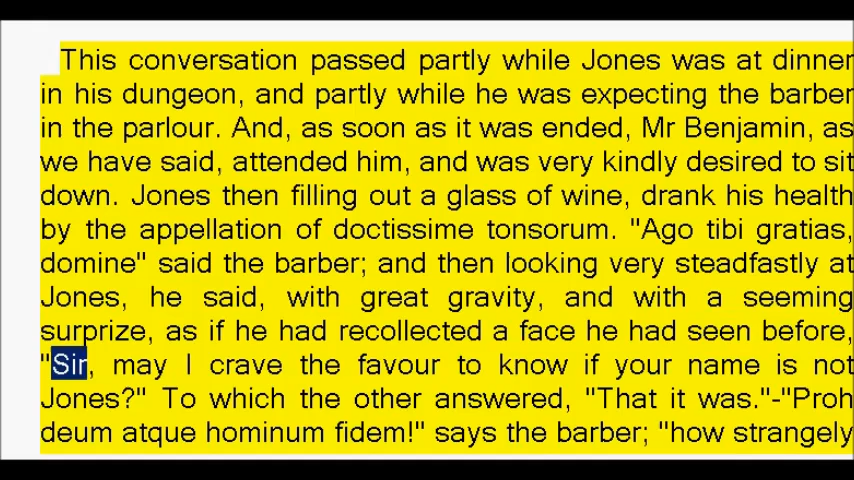 This conversation passed partly while Jones was at dinner
in his dungeon, and partly while he was expecting the barber
in the parlour. And, as soon as it was ended, Mr Benjamin, as
we have said, attended him, and was very kindly desired to sit
down. Jones then filling out a glass of wine, drank his health
by the appellation of doctissime tonsorum. "Ago tibi gratias,
domine" said the barber; and then looking very steadfastly at
Jones, he said, with great gravity, and with a seeming
surprize, as if he had recollected a face he had seen before,
"Sir, may I crave the favour to know if your name is not
Jones?" To which the other answered, "That it was."-"Proh
deum atque hominum fidem!" says the barber; "how strangely